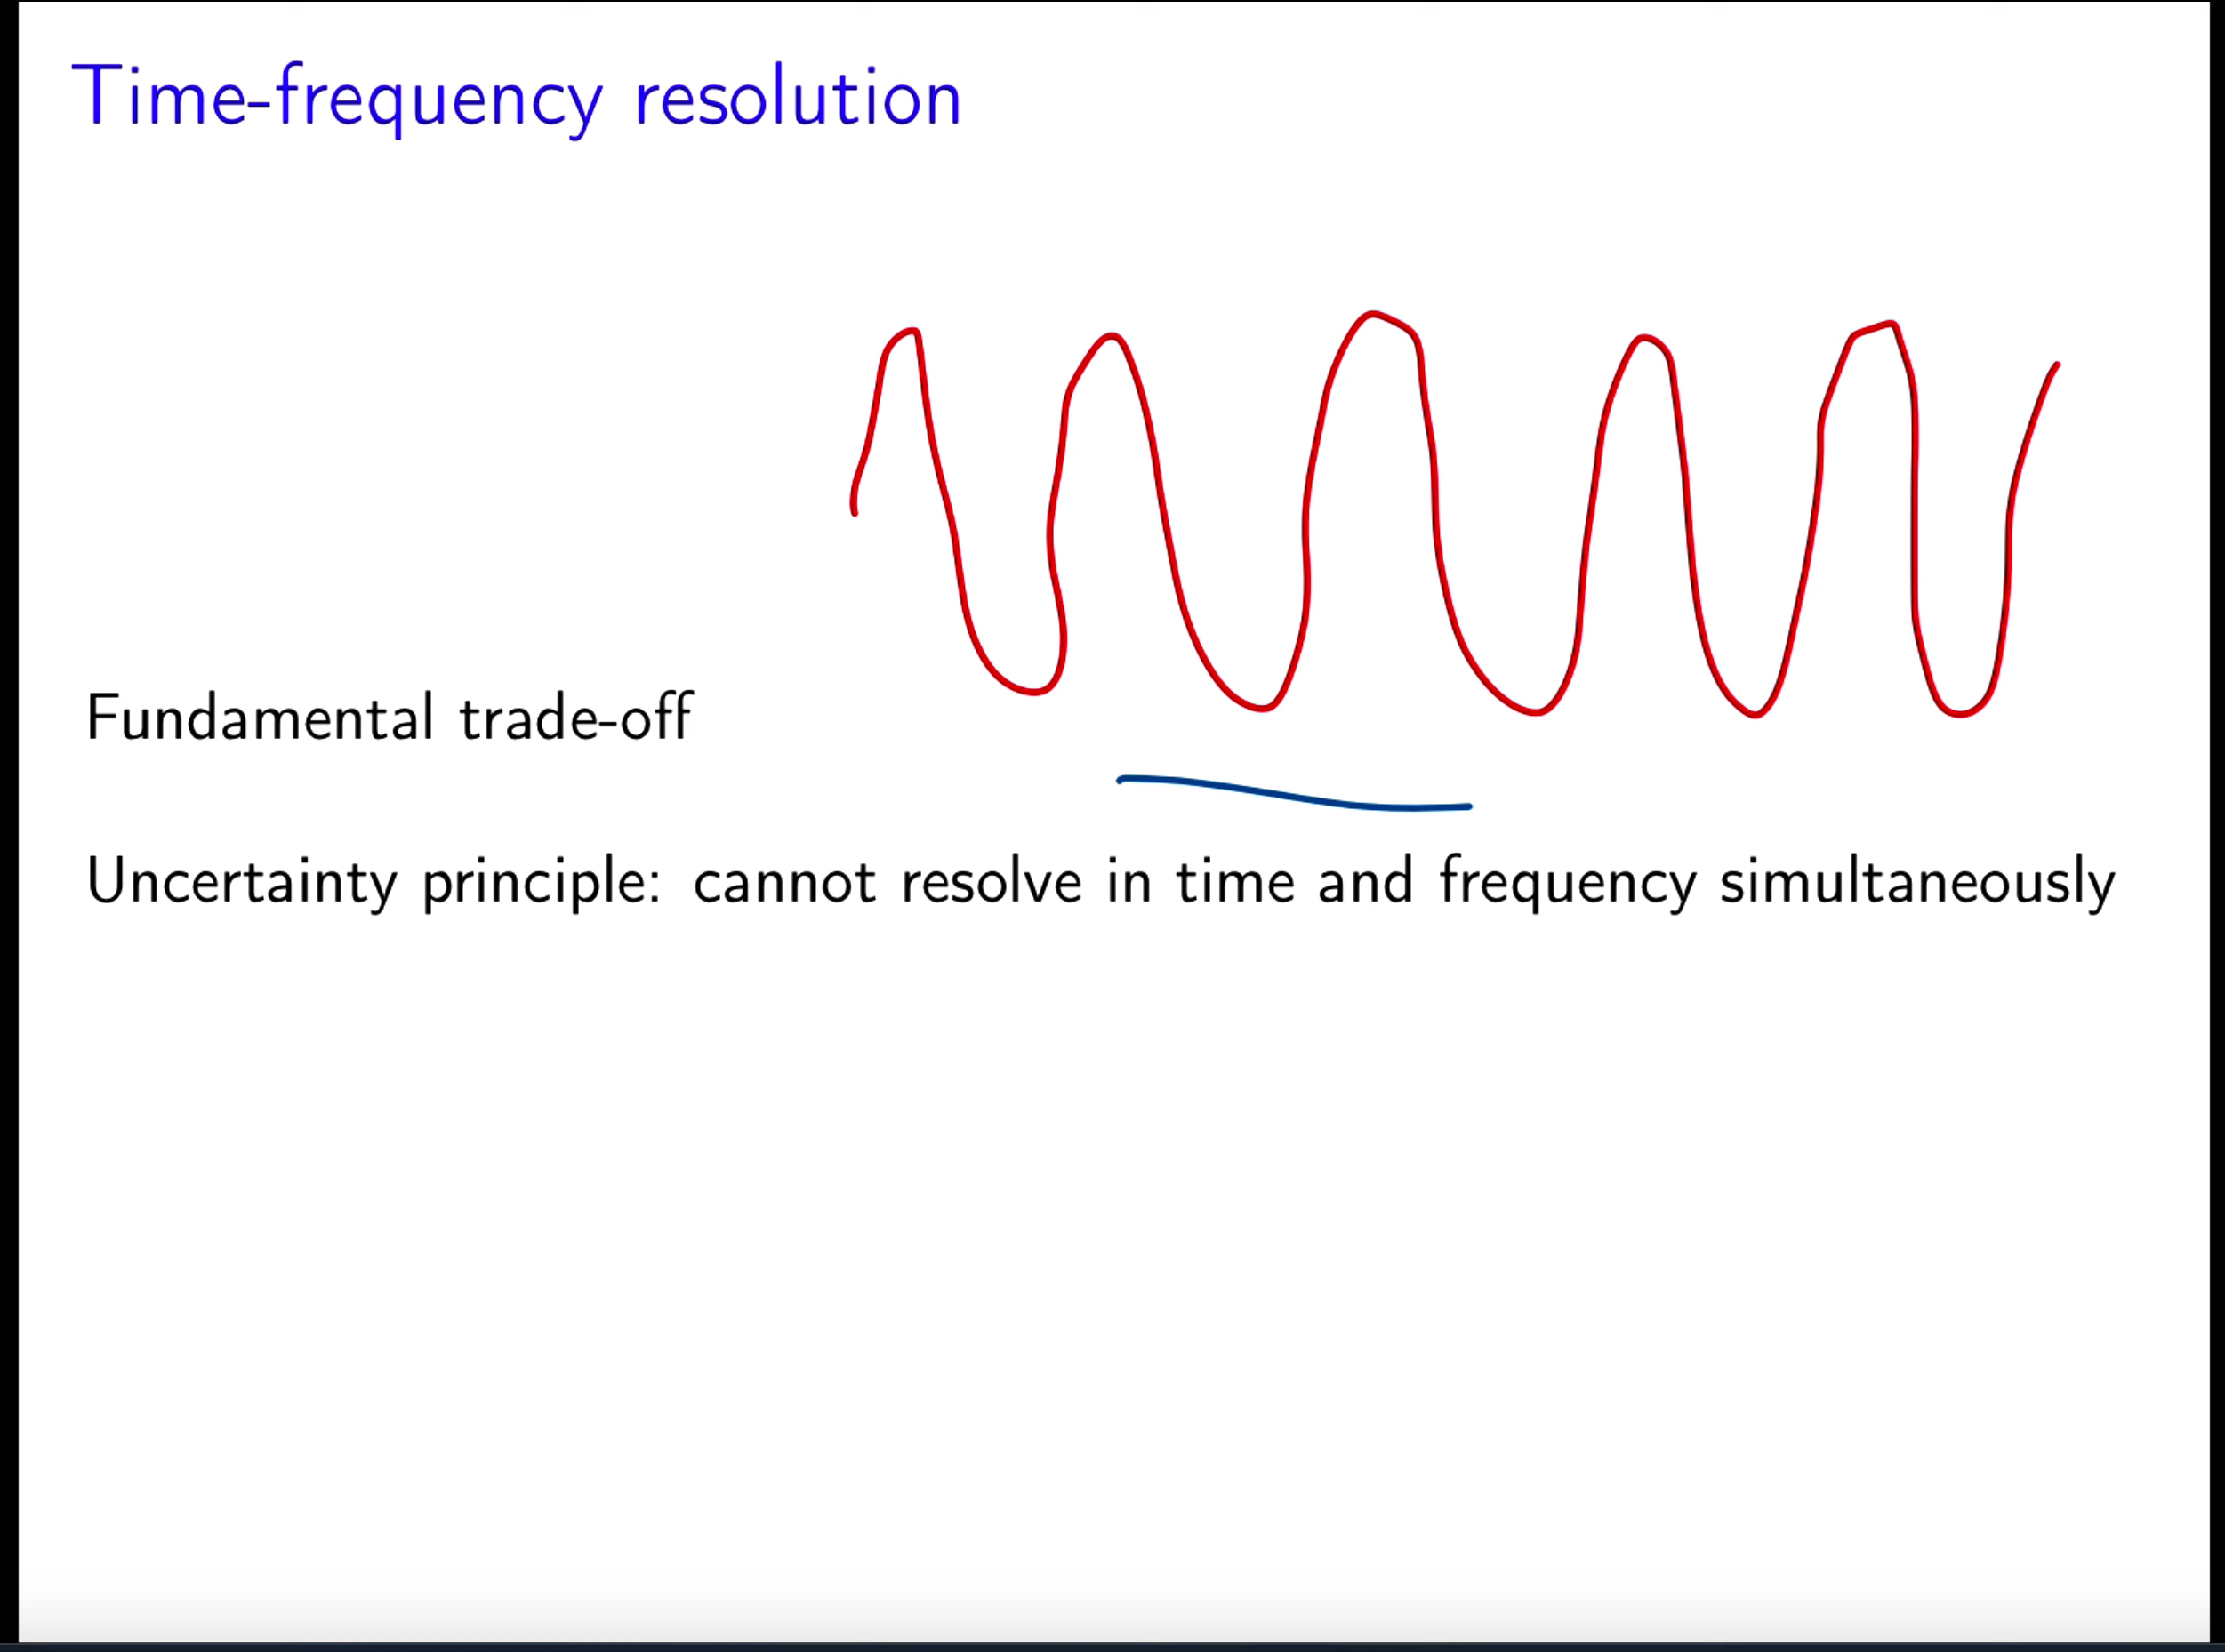 Time-frequency resolution
Fundamental trade-off
Uncertainty principle: cannot resolve in time and frequency simultaneously